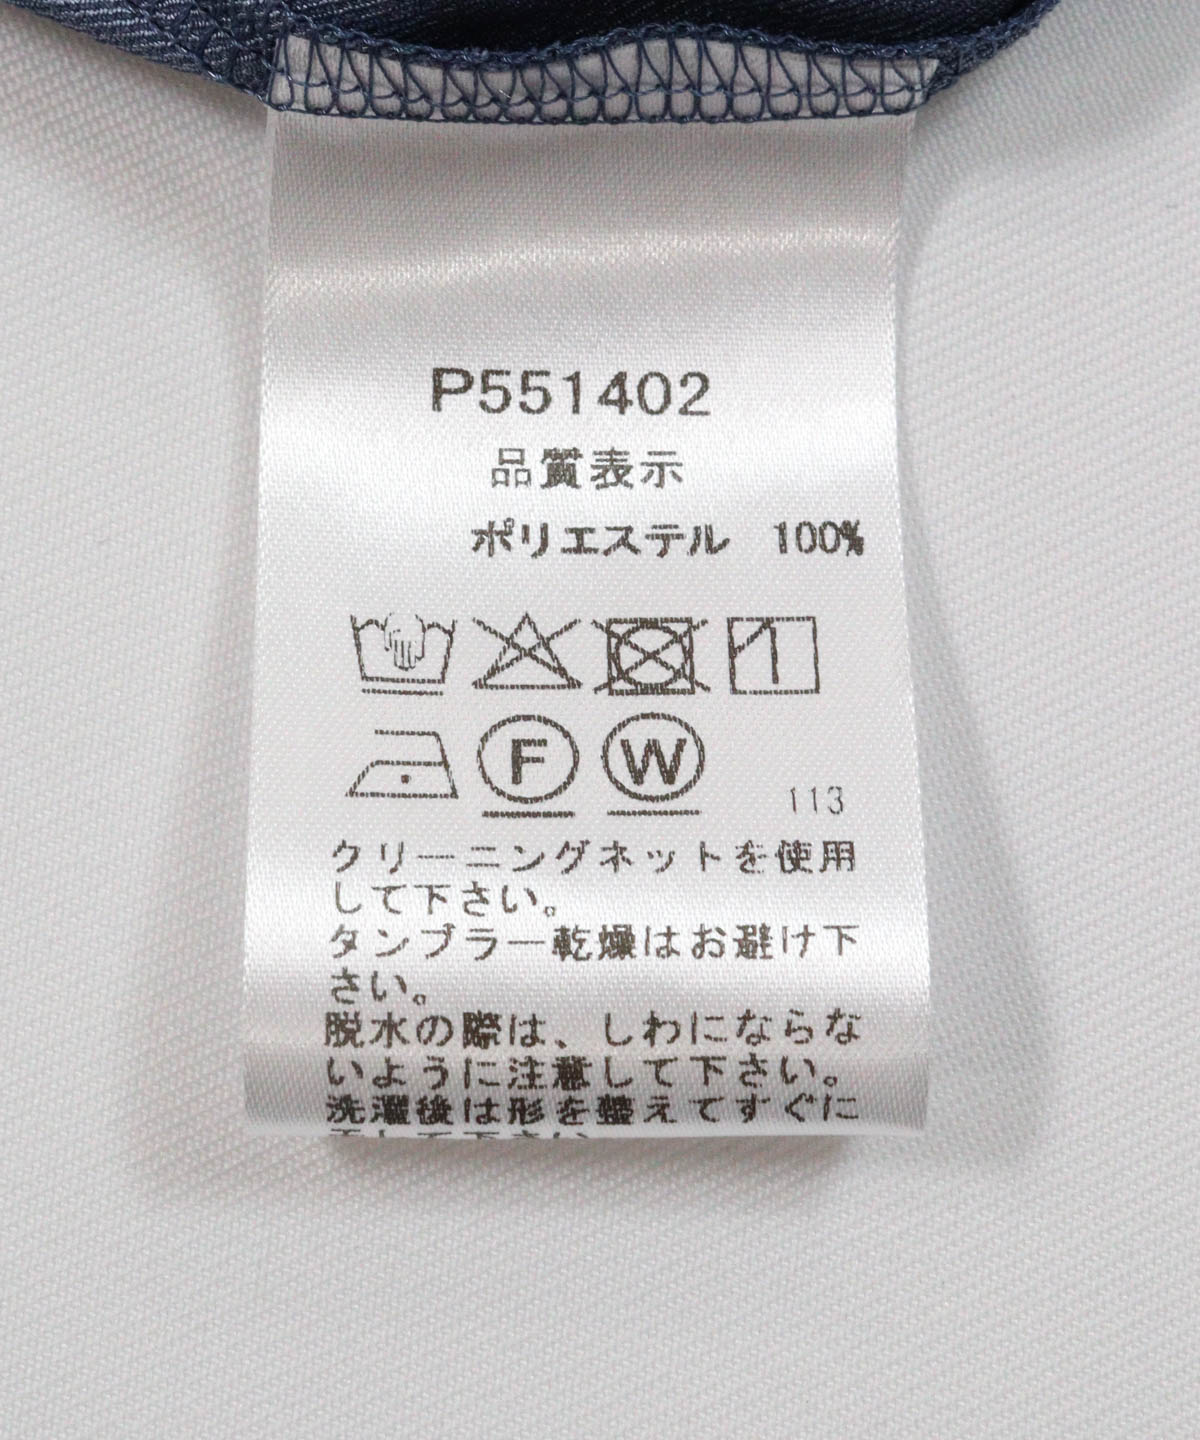 P551402
品質表示
ポリエステル 100%
F W
113
クリーニングネットを使用
して下さい。
タンブラー乾燥はお避け下
さい。
脱水の際は、しわにならな
いように注意して下さい。
洗濯後は形を整えてすぐに